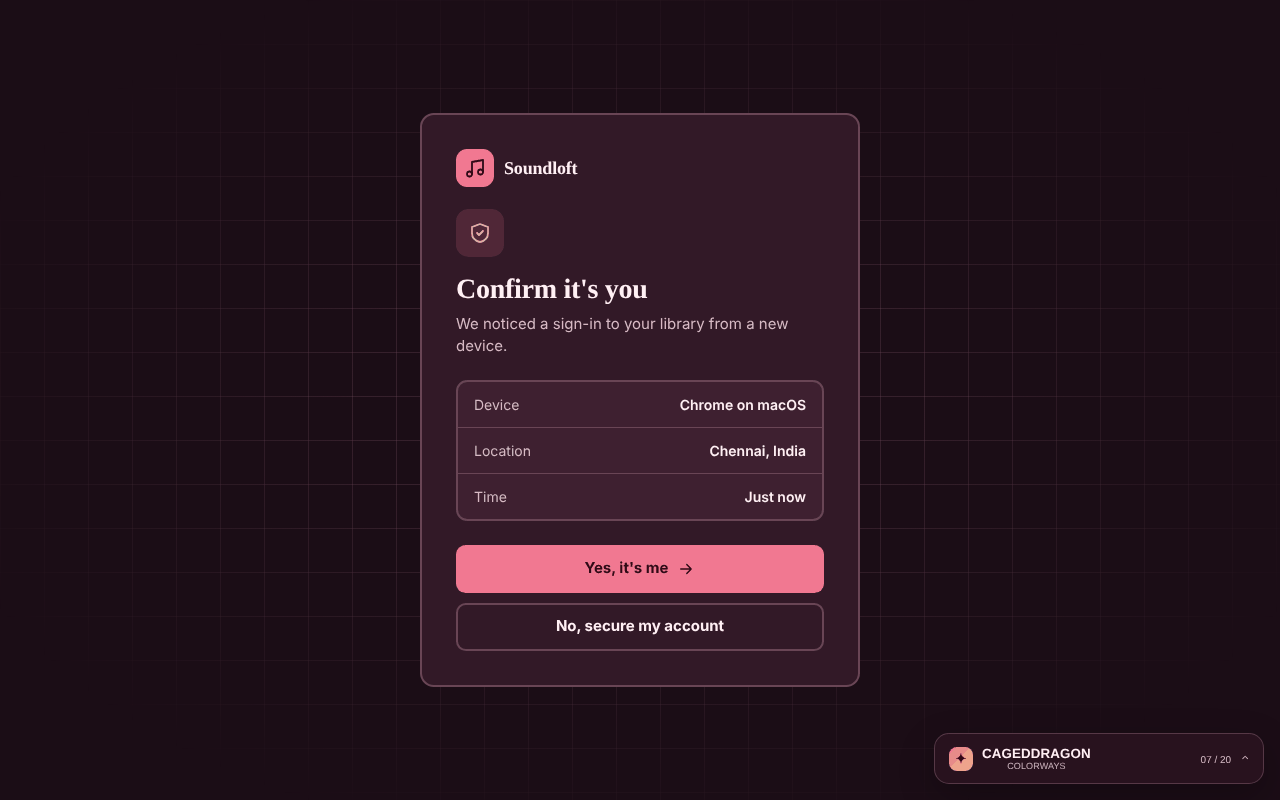 Soundloft
Confirm it's you
We noticed a sign-in to your library from a new
device.
Device Chrome on macOS
Location Chennai, India
Time Just now
Yes, it's me →
No, secure my account
CAGEDDRAGON
COLORWAYS
07 / 20